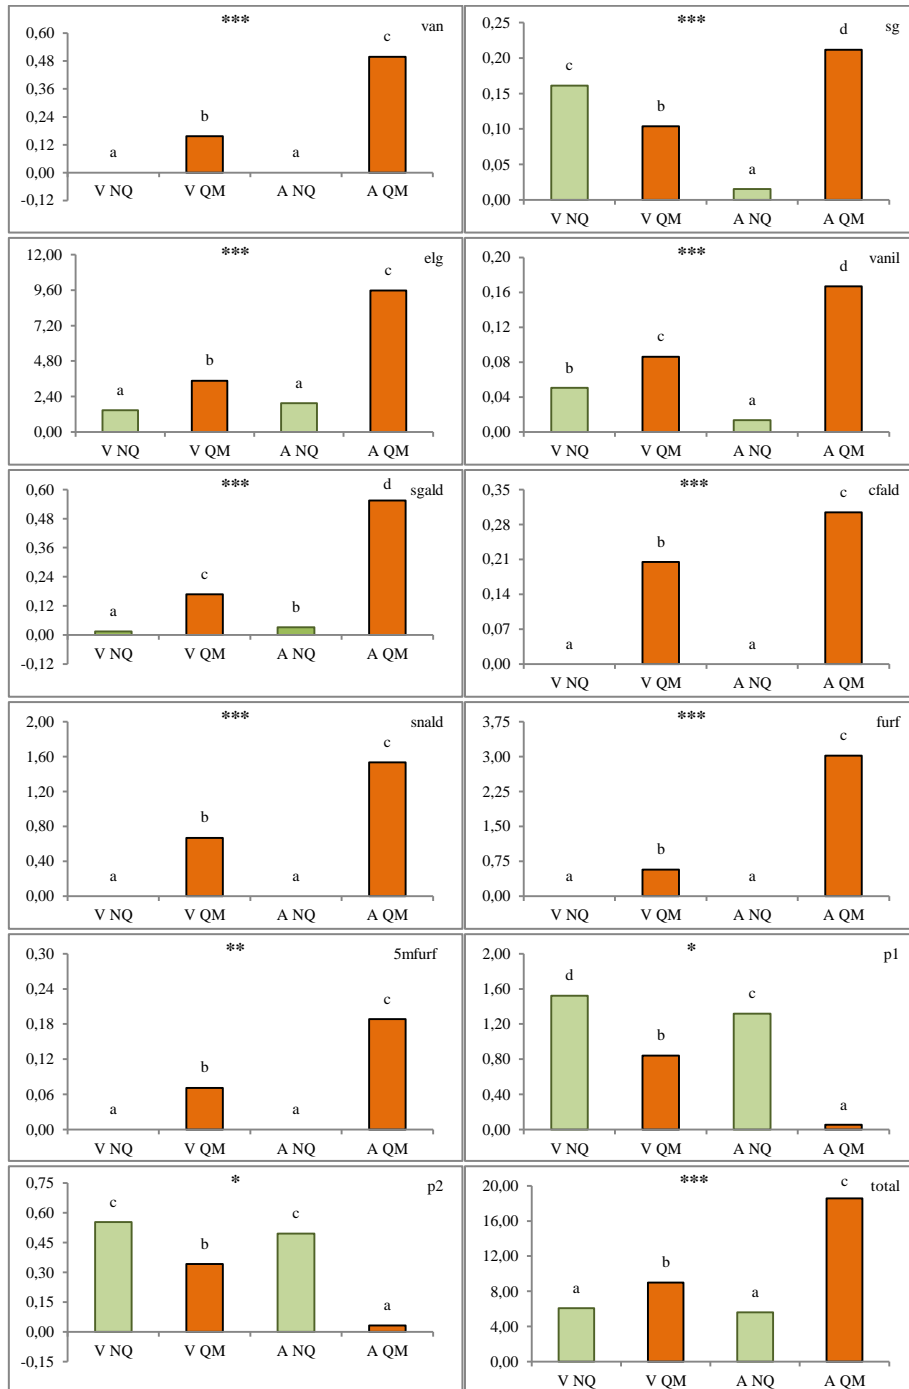 *** van
0,60
0,48
0,36
0,24
0,12
0,00
-0,12
a b a c
V NQ V QM A NQ A QM
*** sg
0,25
0,20
0,15
0,10
0,05
0,00
c b a d
V NQ V QM A NQ A QM
*** elg
12,00
9,60
7,20
4,80
2,40
0,00
a b a c
V NQ V QM A NQ A QM
*** vanil
0,20
0,16
0,12
0,08
0,04
0,00
b c a d
V NQ V QM A NQ A QM
*** sgald
0,60
0,48
0,36
0,24
0,12
0,00
-0,12
a c b d
V NQ V QM A NQ A QM
*** cfald
0,35
0,28
0,21
0,14
0,07
0,00
a b a c
V NQ V QM A NQ A QM
*** snald
2,00
1,60
1,20
0,80
0,40
0,00
a b a c
V NQ V QM A NQ A QM
*** furf
3,75
3,00
2,25
1,50
0,75
0,00
a b a c
V NQ V QM A NQ A QM
** 5mfurf
0,30
0,24
0,18
0,12
0,06
0,00
a b a c
V NQ V QM A NQ A QM
* p1
2,00
1,60
1,20
0,80
0,40
0,00
d b c a
V NQ V QM A NQ A QM
* p2
0,75
0,60
0,45
0,30
0,15
0,00
-0,15
c b c a
V NQ V QM A NQ A QM
*** total
20,00
16,00
12,00
8,00
4,00
0,00
a b a c
V NQ V QM A NQ A QM